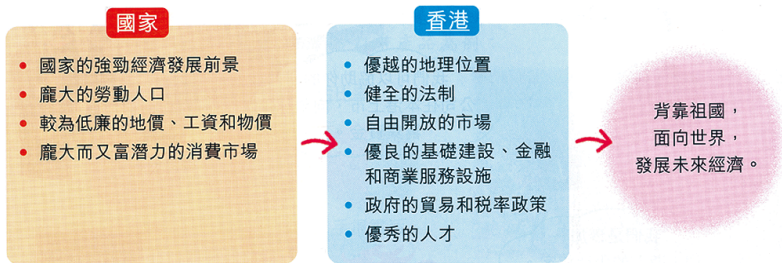 國家
國家的強勁經濟發展前景
龐大的勞動人口
較為低廉的地價、工資和物價
龐大而又富潛力的消費市場
香港
優越的地理位置
健全的法制
自由開放的市場
優良的基礎建設、金融
和商業服務設施
政府的貿易和稅率政策
優秀的人才
背靠祖國，
面向世界，
發展未來經濟。